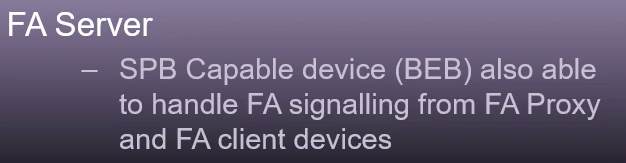 FA Server
– SPB Capable device (BEB) also able
to handle FA signalling from FA Proxy
and FA client devices